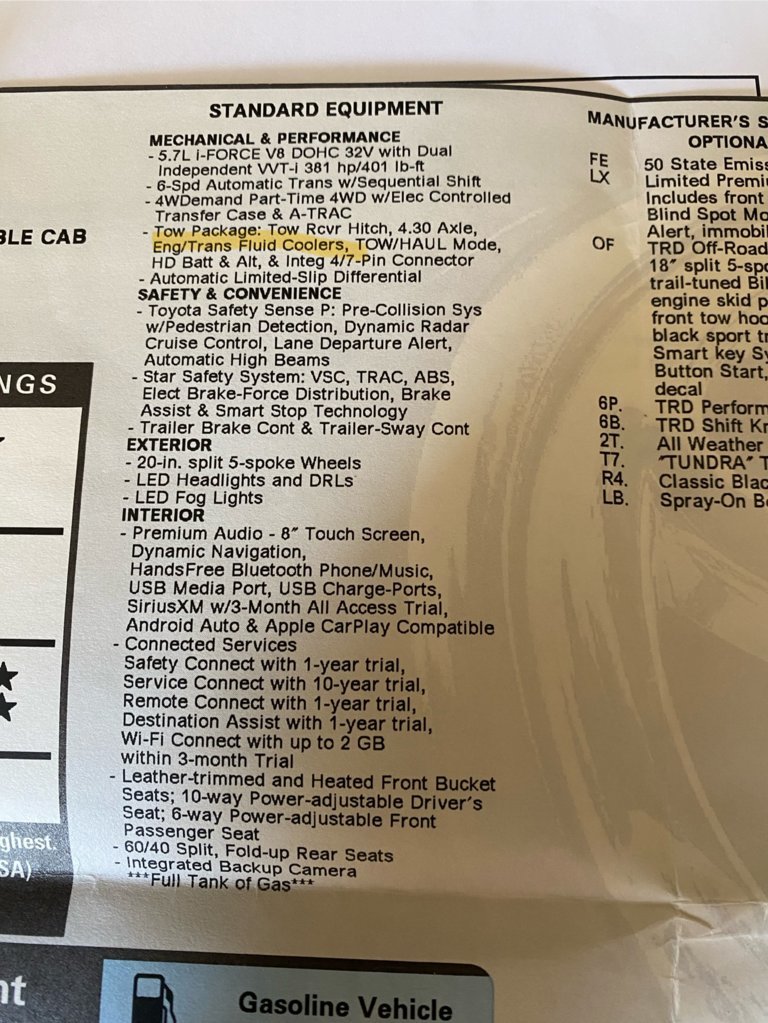 STANDARD EQUIPMENT
MECHANICAL & PERFORMANCE
- 5.7L i-FORCE V8 DOHC 32V with Dual
Independent VVT-i 381 hp/401 lb-ft
- 6-Spd Automatic Trans w/Sequential Shift
- 4WDemand Part-Time 4WD w/Elec Controlled
Transfer Case & A-TRAC
- Tow Package: Tow Rcvr Hitch, 4.30 Axle,
Eng/Trans Fluid Coolers, TOW/HAUL Mode,
HD Batt & Alt, & Integ 4/7-Pin Connector
- Automatic Limited-Slip Differential
SAFETY & CONVENIENCE
- Toyota Safety Sense P: Pre-Collision Sys
w/Pedestrian Detection, Dynamic Radar
Cruise Control, Lane Departure Alert,
Automatic High Beams
- Star Safety System: VSC, TRAC, ABS,
Elect Brake-Force Distribution, Brake
Assist & Smart Stop Technology
- Trailer Brake Cont & Trailer-Sway Cont
EXTERIOR
- 20-in. split 5-spoke Wheels
- LED Headlights and DRLs
- LED Fog Lights
INTERIOR
- Premium Audio - 8" Touch Screen,
Dynamic Navigation,
HandsFree Bluetooth Phone/Music,
USB Media Port, USB Charge-Ports,
SiriusXM w/3-Month All Access Trial,
Android Auto & Apple CarPlay Compatible
- Connected Services
Safety Connect with 1-year trial,
Service Connect with 10-year trial,
Remote Connect with 1-year trial,
Destination Assist with 1-year trial,
Wi-Fi Connect with up to 2 GB
within 3-month Trial
- Leather-trimmed and Heated Front Bucket
Seats; 10-way Power-adjustable Driver's
Seat; 6-way Power-adjustable Front
Passenger Seat
- 60/40 Split, Fold-up Rear Seats
- Integrated Backup Camera
***Full Tank of Gas***
MANUFACTURER'S S
OPTIONA
FE 50 State Emiss
LX Limited Premiu
Includes front
Blind Spot Mo
Alert, immobil
OF TRD Off-Road
18" split 5-spo
trail-tuned Bil
engine skid p
front tow hoo
black sport tr
Smart key Sy
Button Start,
decal
6P. TRD Perform
6B. TRD Shift Kn
2T. All Weather
T7. "TUNDRA" T
R4. Classic Blac
LB. Spray-On Be
BLE CAB
NGS
ghest.
SA)
nt
Gasoline Vehicle